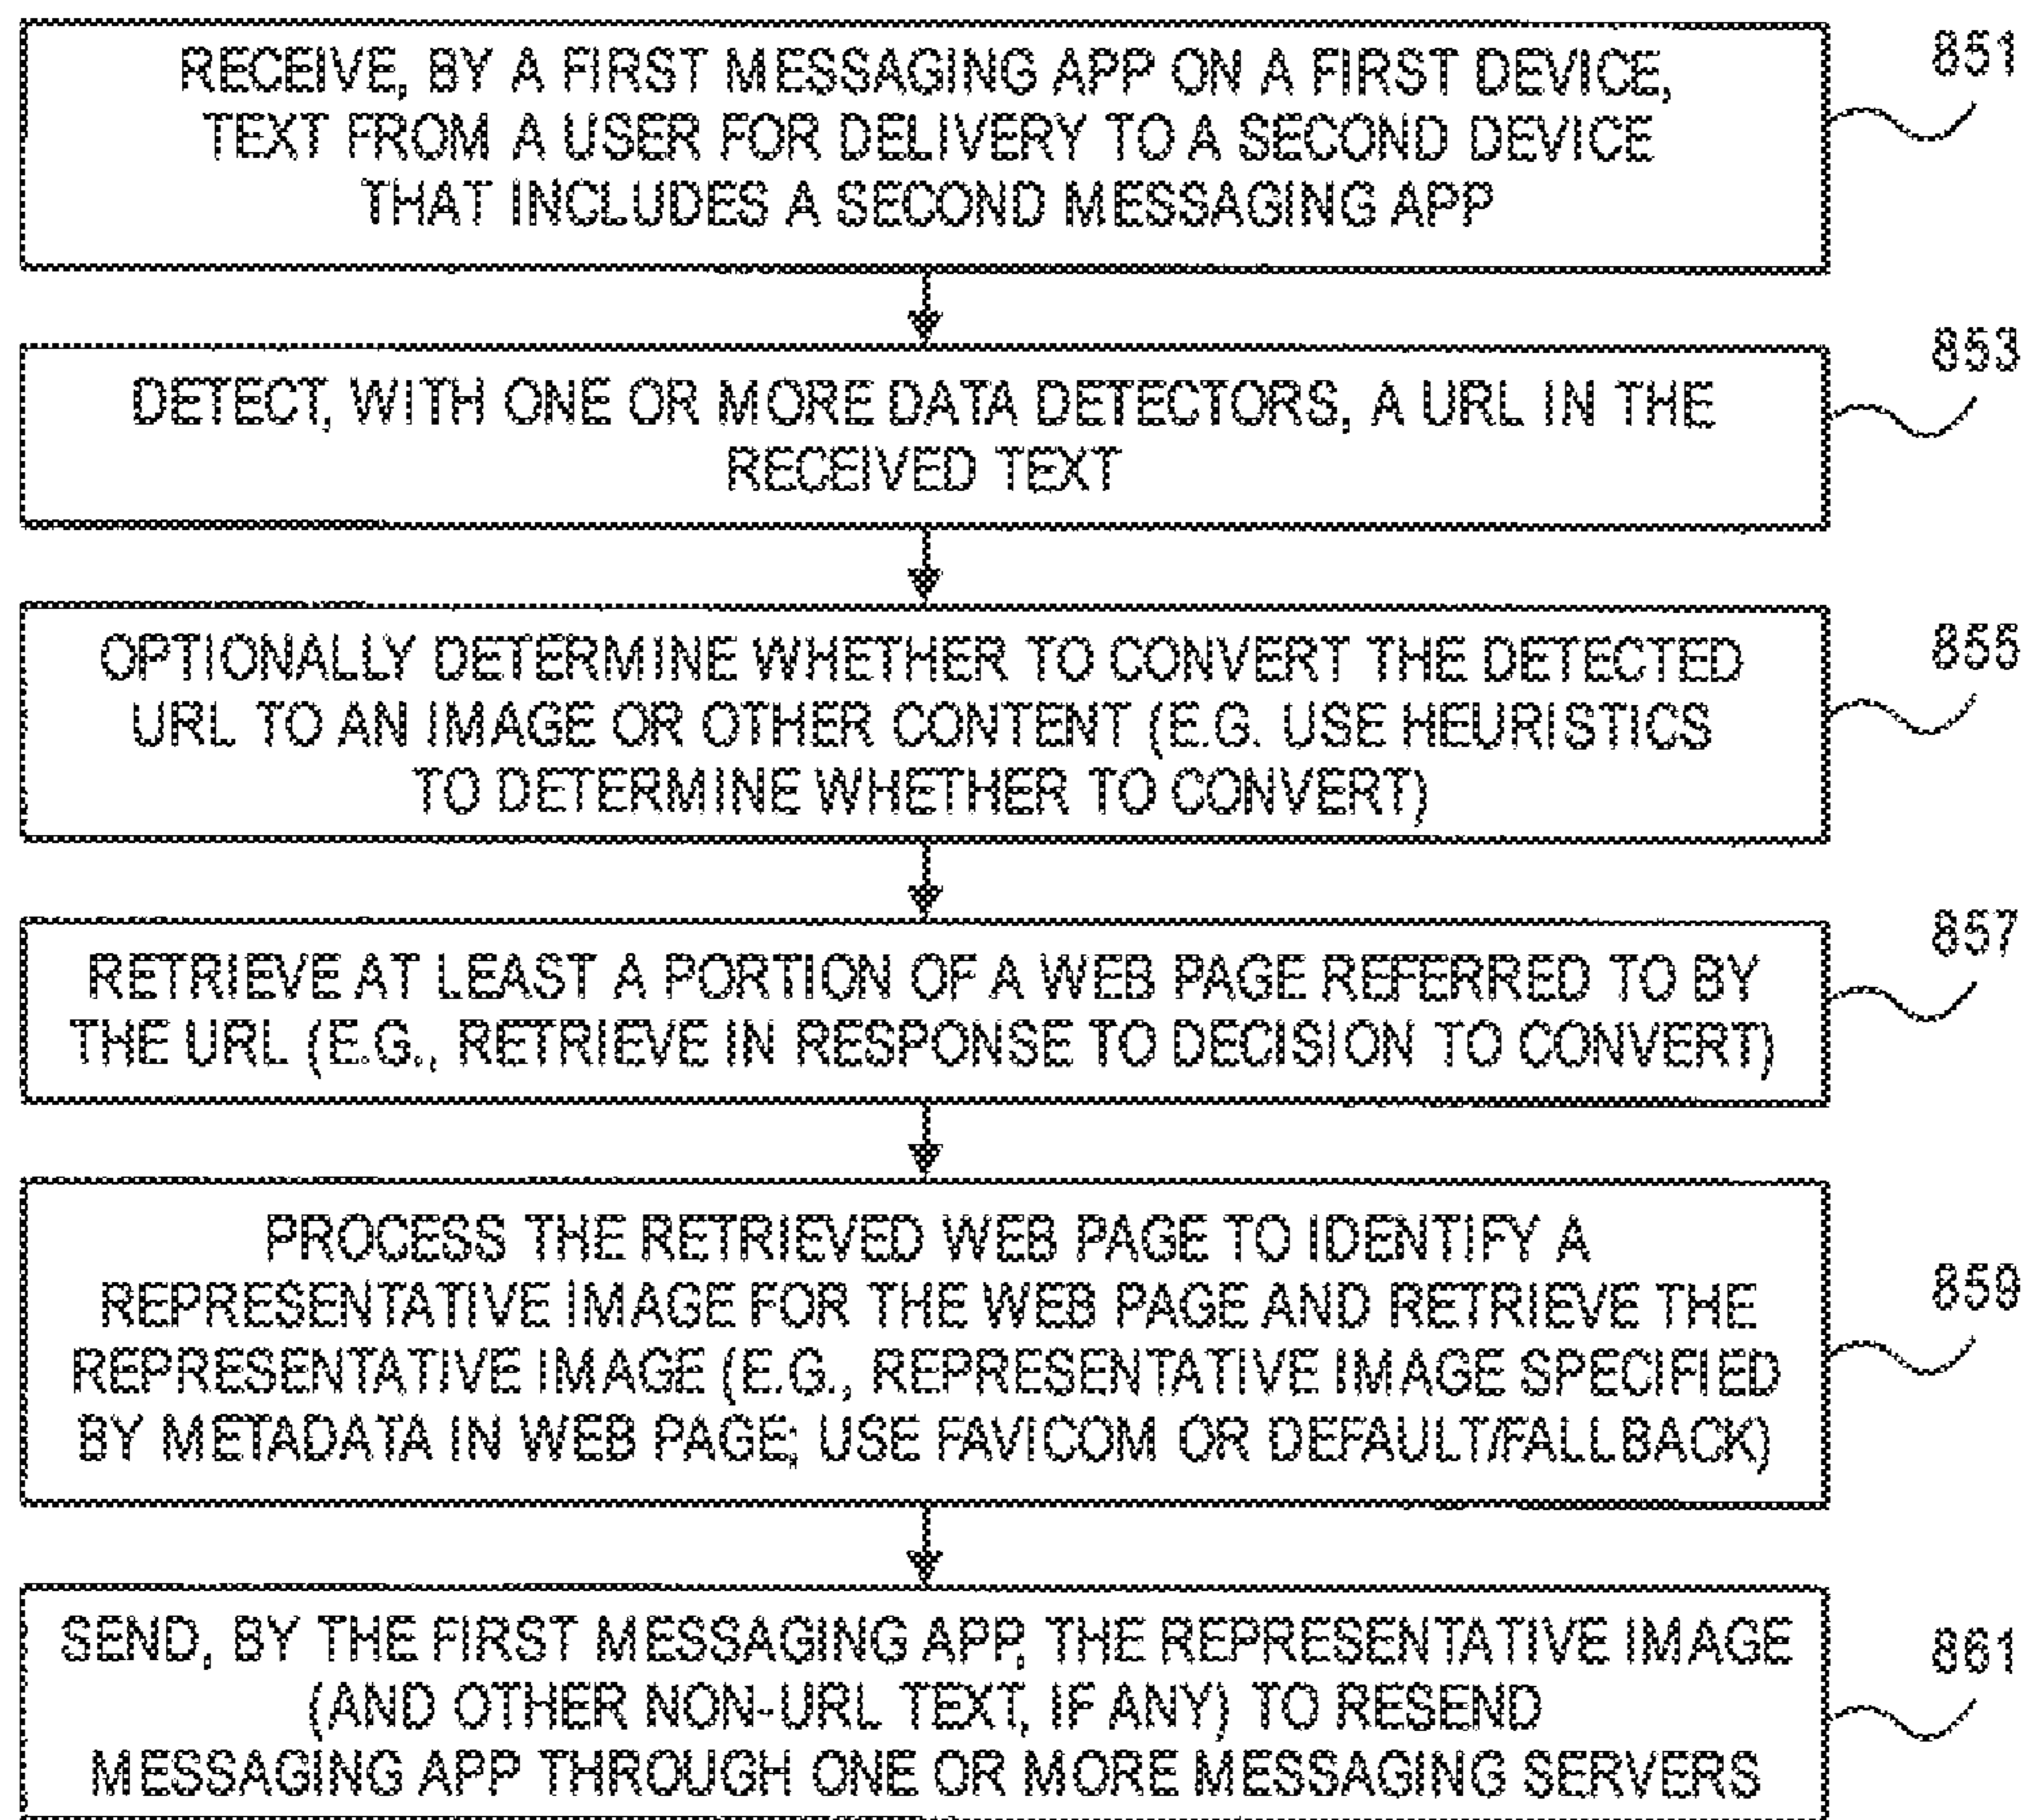 RECEIVE, BY A FIRST MESSAGING APP ON A FIRST DEVICE,
TEXT FROM A USER FOR DELIVERY TO A SECOND DEVICE
THAT INCLUDES A SECOND MESSAGING APP
851
DETECT, WITH ONE OR MORE DATA DETECTORS, A URL IN THE
RECEIVED TEXT
853
OPTIONALLY DETERMINE WHETHER TO CONVERT THE DETECTED
URL TO AN IMAGE OR OTHER CONTENT (E.G. USE HEURISTICS
TO DETERMINE WHETHER TO CONVERT)
855
RETRIEVE AT LEAST A PORTION OF A WEB PAGE REFERRED TO BY
THE URL (E.G., RETRIEVE IN RESPONSE TO DECISION TO CONVERT)
857
PROCESS THE RETRIEVED WEB PAGE TO IDENTIFY A
REPRESENTATIVE IMAGE FOR THE WEB PAGE AND RETRIEVE THE
REPRESENTATIVE IMAGE (E.G., REPRESENTATIVE IMAGE SPECIFIED
BY METADATA IN WEB PAGE; USE FAVICOM OR DEFAULT/FALLBACK)
859
SEND, BY THE FIRST MESSAGING APP, THE REPRESENTATIVE IMAGE
(AND OTHER NON-URL TEXT, IF ANY) TO RESEND
MESSAGING APP THROUGH ONE OR MORE MESSAGING SERVERS
861